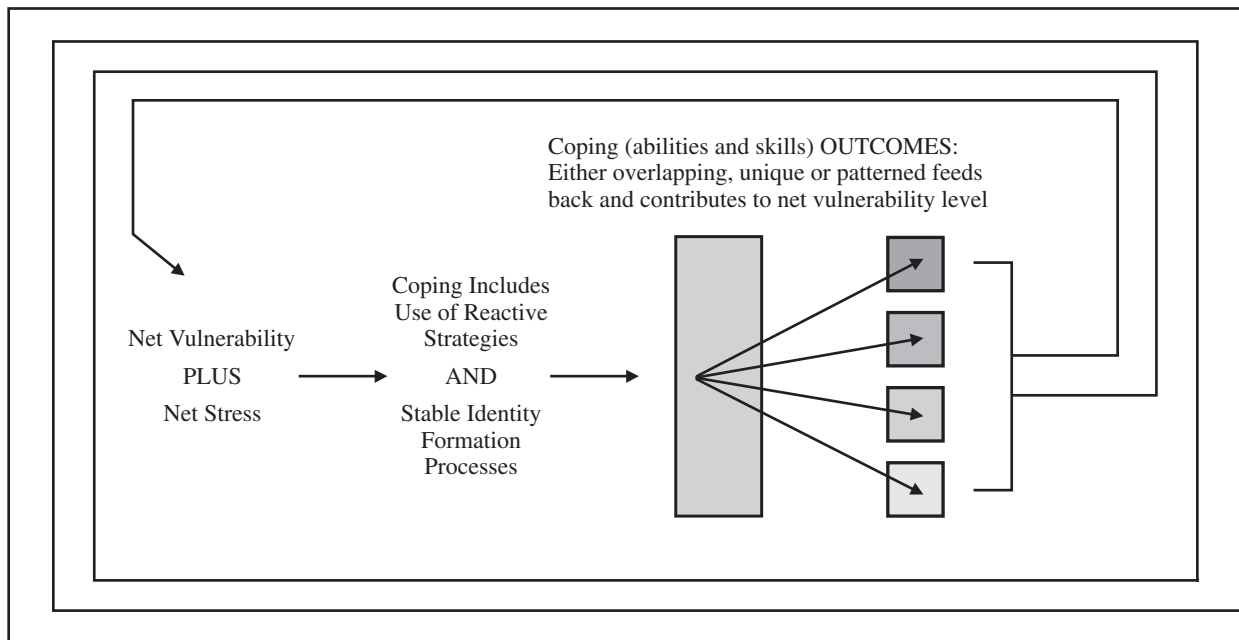 Coping (abilities and skills) OUTCOMES:
Either overlapping, unique or patterned feeds
back and contributes to net vulnerability level
Net Vulnerability
PLUS
Net Stress
Coping Includes
Use of Reactive
Strategies
AND
Stable Identity
Formation
Processes